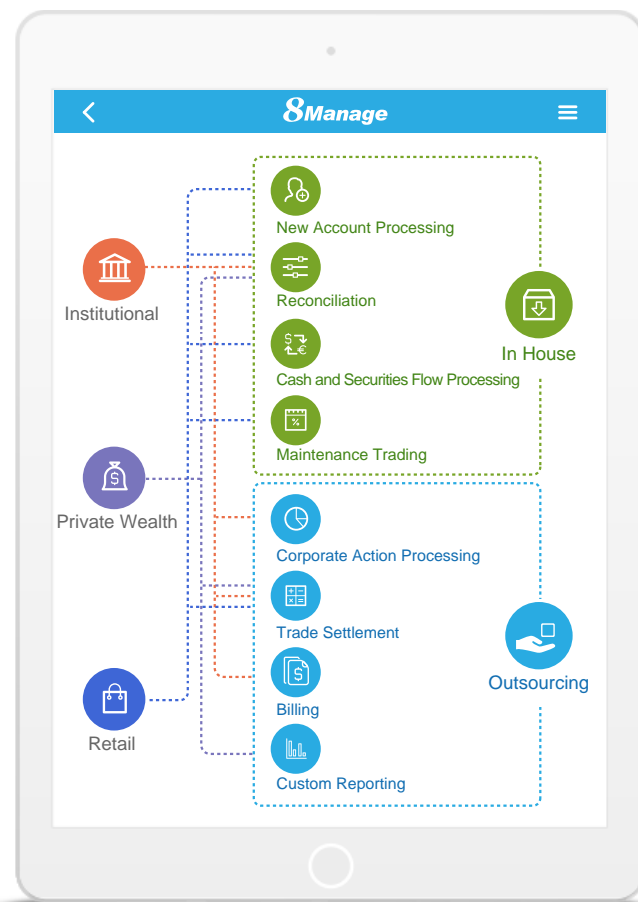 8Manage
New Account Processing
Institutional
Reconciliation
In House
Cash and Securities Flow Processing
Maintenance Trading
Private Wealth
Corporate Action Processing
Trade Settlement
Outsourcing
Billing
Retail
Custom Reporting